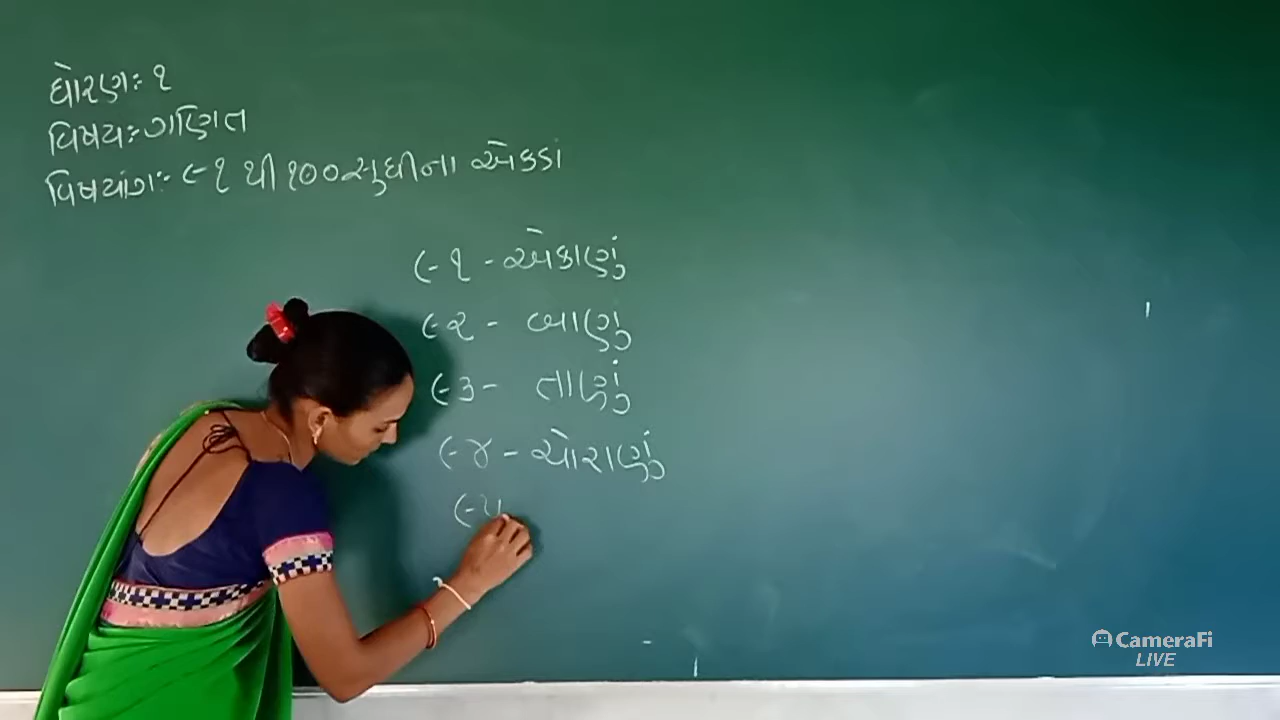 ધોરણઃ ૧
વિષયઃ ગણિત
વિષયાંગઃ ૯૧ થી ૧૦૦ સુધીના એકડાં
૯૧ - એકાણું
૯૨ - બાણું
૯૩ - તાણું
૯૪ - ચોરાણું
૯૫
CameraFi
LIVE